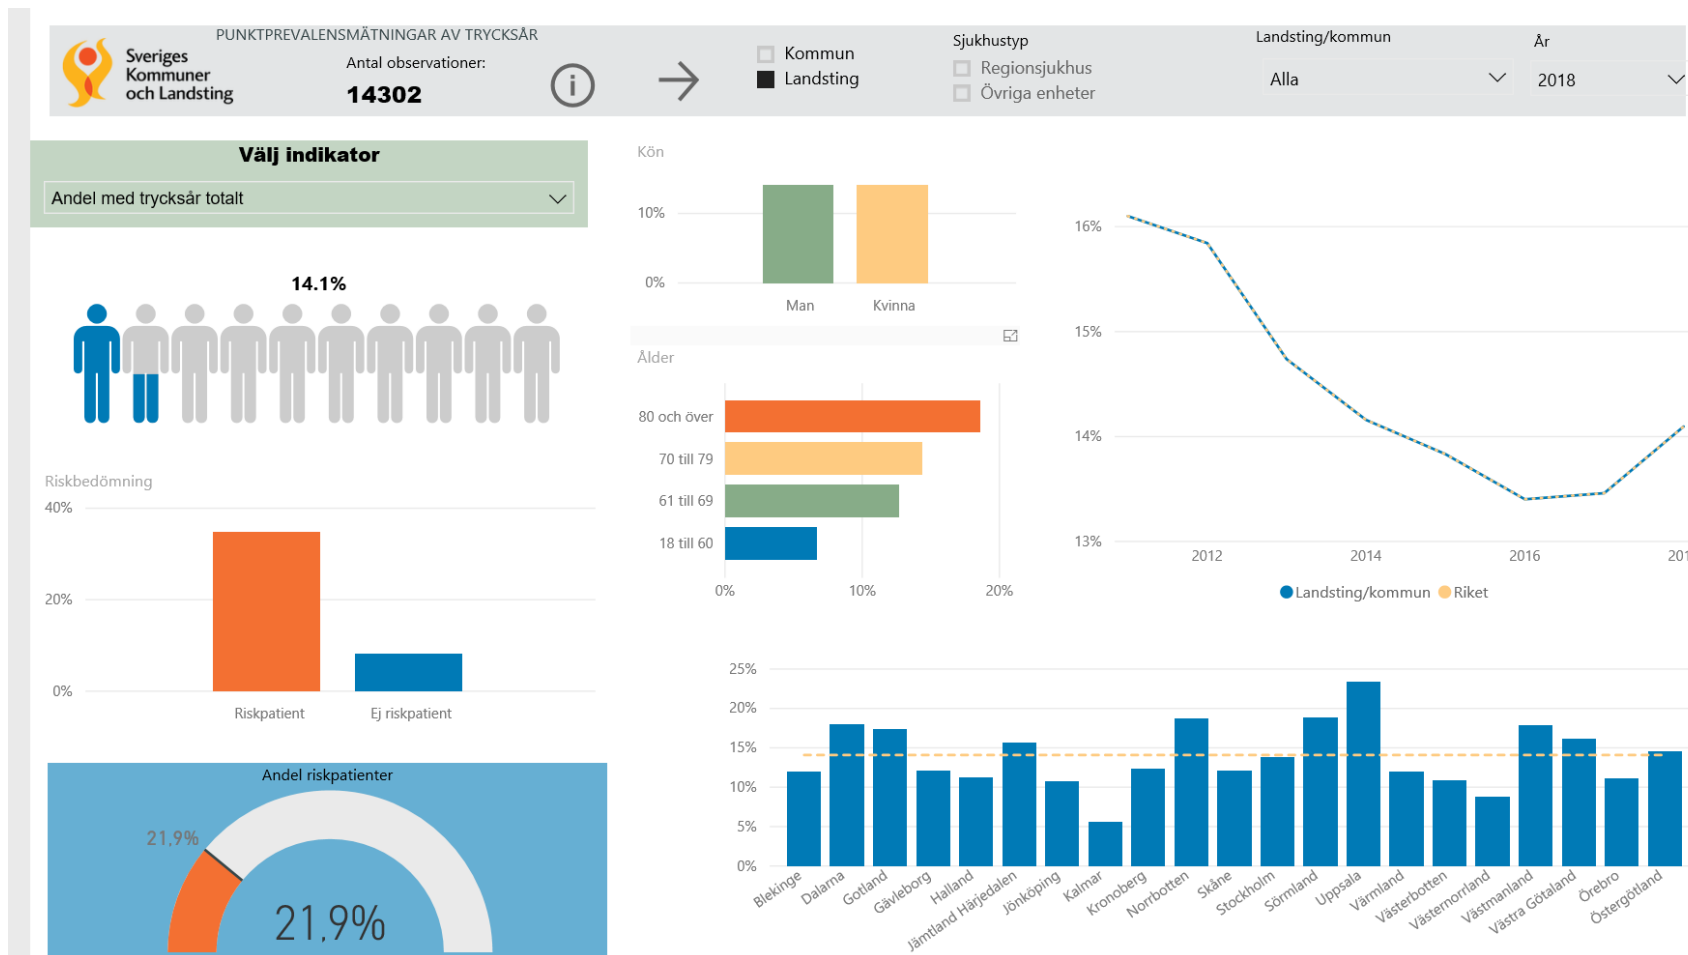 PUNKTPREVALENSMÄTNINGAR AV TRYCKSÅR
Sveriges
Kommuner
och Landsting
Antal observationer:
14302
i
Kommun
Landsting
Sjukhustyp
Regionsjukhus
Övriga enheter
Landsting/kommun
Alla
År
2018
Välj indikator
Andel med trycksår totalt
14.1%
Riskbedömning
40%
20%
0%
Riskpatient
Ej riskpatient
Andel riskpatienter
21,9%
21,9%
Kön
10%
0%
Man
Kvinna
Ålder
80 och över
70 till 79
61 till 69
18 till 60
0%
10%
20%
16%
15%
14%
13%
2012
2014
2016
201
Landsting/kommun
Riket
25%
20%
15%
10%
5%
0%
Blekinge
Dalarna
Gotland
Gävleborg
Halland
Jämtland Härjedalen
Jönköping
Kalmar
Kronoberg
Norrbotten
Skåne
Stockholm
Sörmland
Uppsala
Värmland
Västerbotten
Västernorrland
Västmanland
Västra Götaland
Örebro
Östergötland